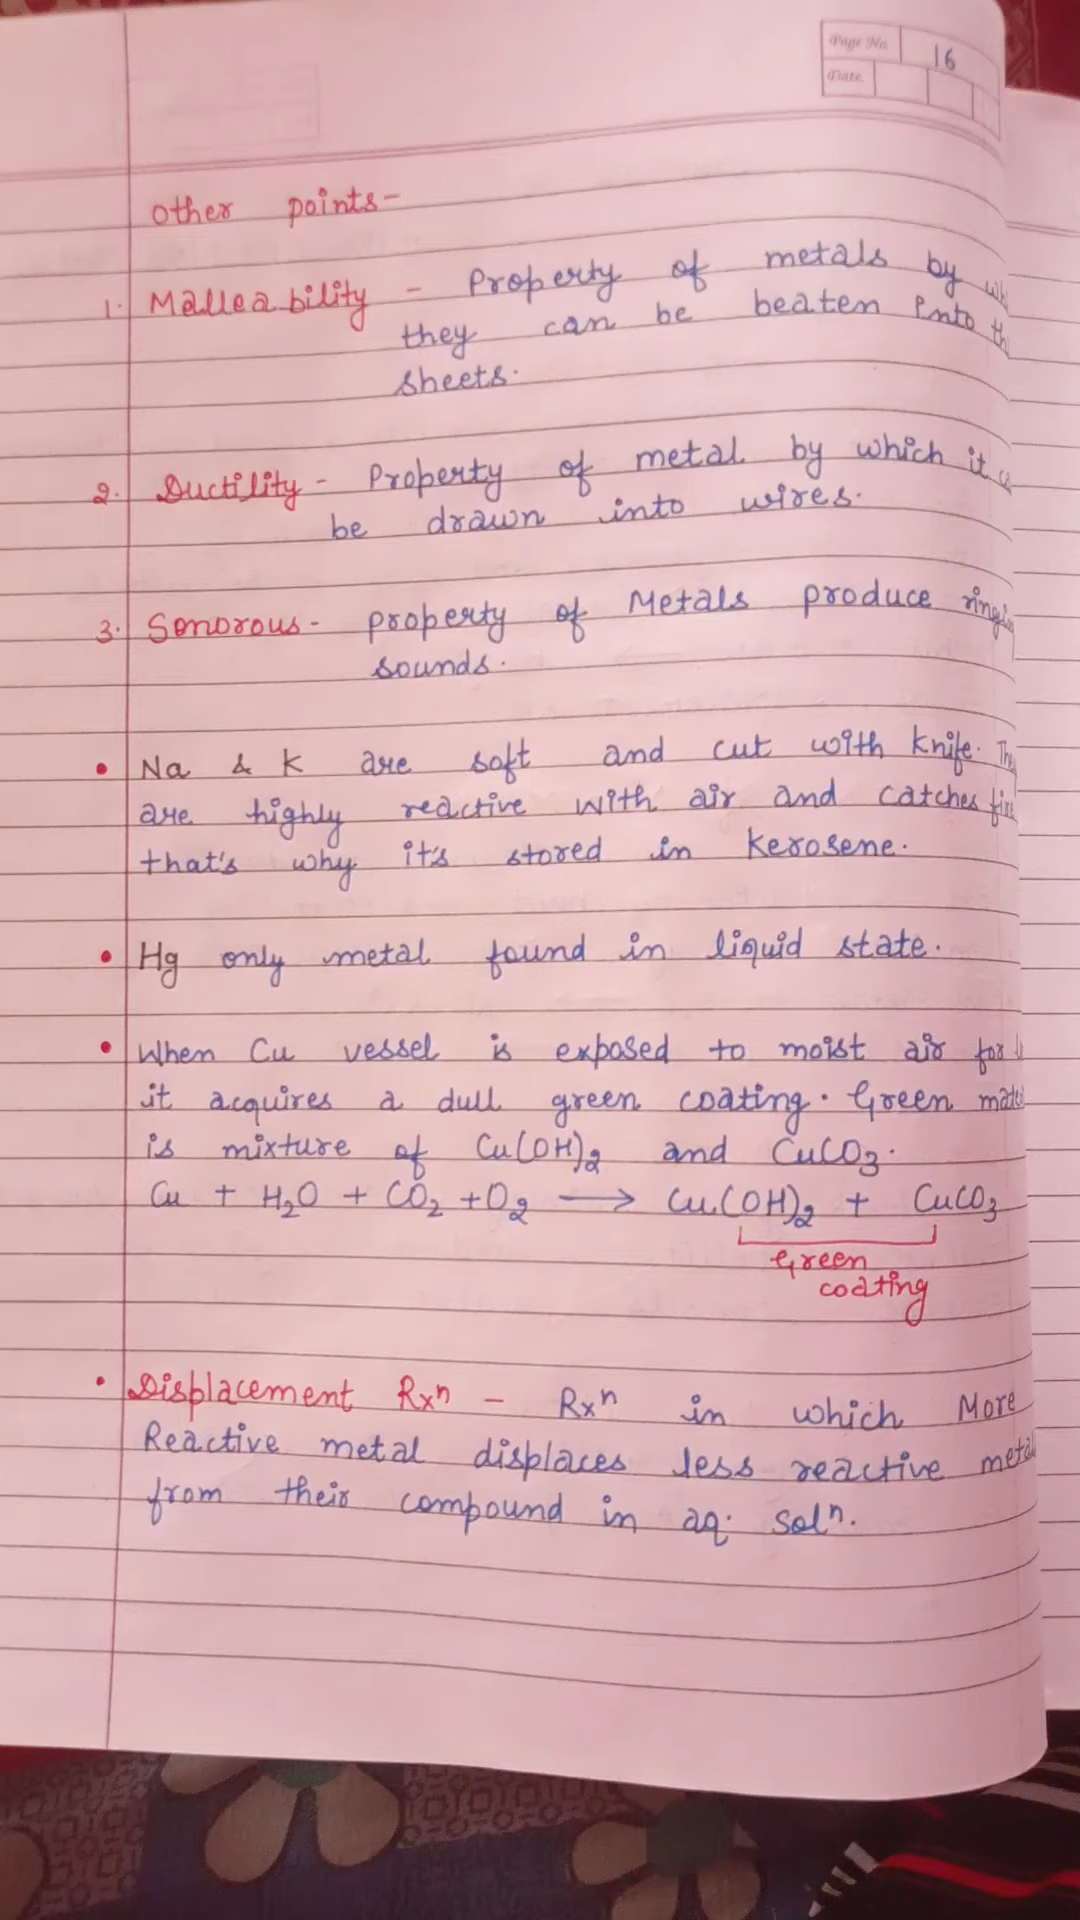 Page No. 16
Date.
Other points-
1. Malleability - Property of metals by
they can be beaten into
sheets.
2. Ductility - Property of metal by which it
be drawn into wires.
3. Sonorous - property of Metals produce
sounds.
• Na & K are soft and cut with knife.
are highly reactive with air and catches
that's why it's stored in kerosene.
• Hg only metal found in liquid state.
• When Cu vessel is exposed to moist air for
it acquires a dull green coating. Green
is mixture of Cu(OH)₂ and CuCO₃.
Cu + H₂O + CO₂ + O₂ ⟶ Cu(OH)₂ + CuCO₃
Green
coating
• Displacement Rxⁿ - Rxⁿ in which More
Reactive metal displaces less reactive metal
from their compound in aq. solⁿ.